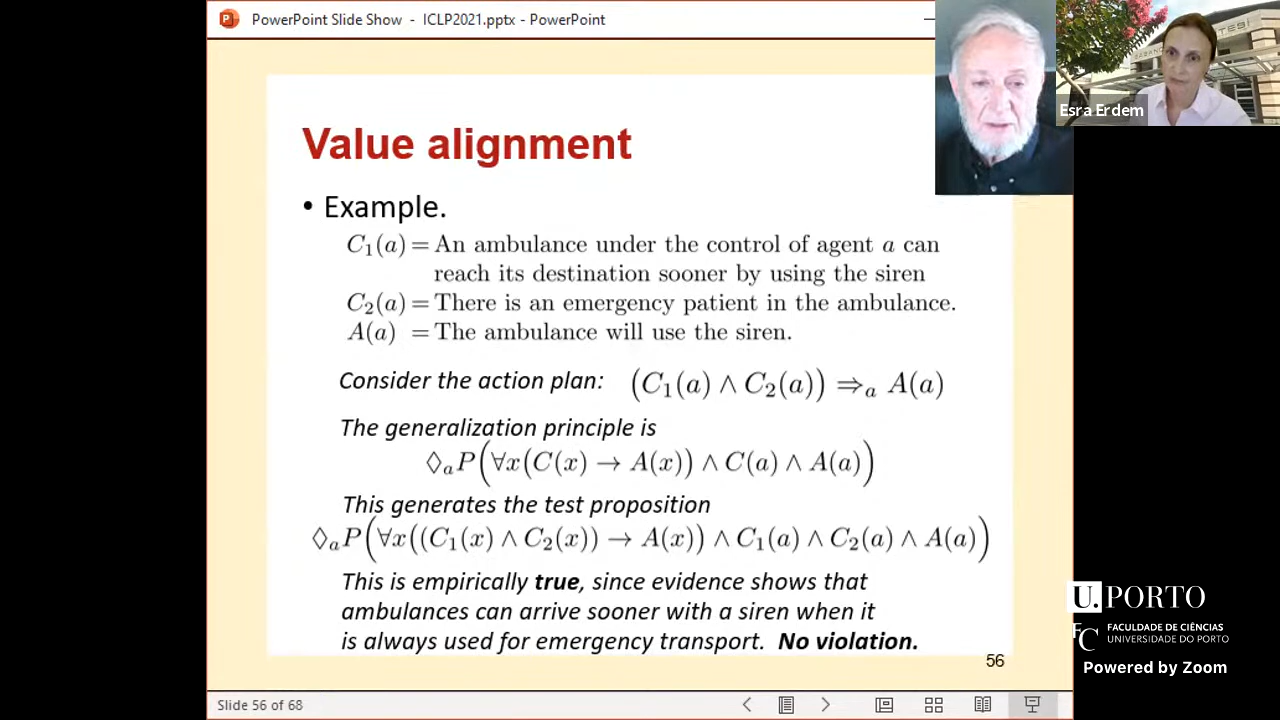 PowerPoint Slide Show - ICLP2021.pptx - PowerPoint
Esra Erdem
Value alignment
• Example.
C₁(a) = An ambulance under the control of agent a can
reach its destination sooner by using the siren
C₂(a) = There is an emergency patient in the ambulance.
A(a) = The ambulance will use the siren.
Consider the action plan: (C₁(a) ∧ C₂(a)) ⇒ₐ A(a)
The generalization principle is
◊ₐP(∀x(C(x) → A(x)) ∧ C(a) ∧ A(a))
This generates the test proposition
◊ₐP(∀x((C₁(x) ∧ C₂(x)) → A(x)) ∧ C₁(a) ∧ C₂(a) ∧ A(a))
This is empirically true, since evidence shows that
ambulances can arrive sooner with a siren when it
is always used for emergency transport. No violation.
56
U. PORTO
FC FACULDADE DE CIÊNCIAS
UNIVERSIDADE DO PORTO
Powered by Zoom
Slide 56 of 68